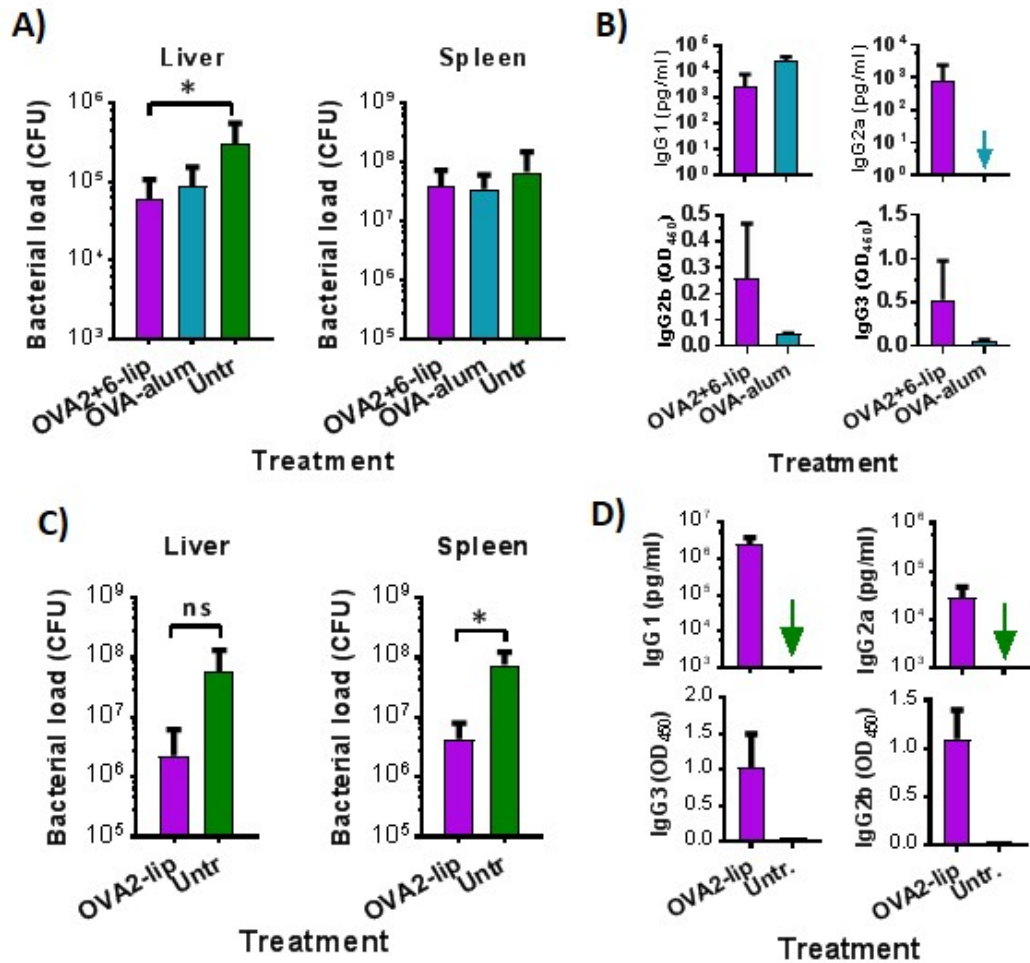 A)
Liver
Spleen
*
Bearing load (CFU)
10⁶
10⁵
10⁴
10³
OVA2+6-lip
OVA-alum
Untr
Bacterial load (CFU)
10⁹
10⁸
10⁷
10⁶
10⁵
OVA2+6-lip
OVA-alum
Untr
Treatment
B)
IgG1 (pg/ml)
10⁶
10⁵
10⁴
10³
10²
10¹
10⁰
IgG2a (pg/ml)
10⁴
10³
10²
10¹
10⁰
IgG2b (OD₄₆₀)
0.5
0.4
0.3
0.2
0.1
0.0
IgG3 (OD₄₆₀)
1.5
1.0
0.5
0.0
OVA2+6-lip
OVA-alum
OVA2+6-lip
OVA-alum
Treatment
C)
Liver
Spleen
ns
*
Bacterial load (CFU)
10⁹
10⁸
10⁷
10⁶
10⁵
OVA2-lip
Untr
Bacterial load (CFU)
10⁹
10⁸
10⁷
10⁶
10⁵
OVA2-lip
Untr
Treatment
D)
IgG1 (pg/ml)
10⁷
10⁶
10⁵
10⁴
10³
IgG2a (pg/ml)
10⁶
10⁵
10⁴
10³
IgG3 (OD₄₅₀)
2.0
1.5
1.0
0.5
0.0
IgG2b (OD₄₅₀)
1.5
1.0
0.5
0.0
OVA2-lip
Untr.
OVA2-lip
Untr.
Treatment